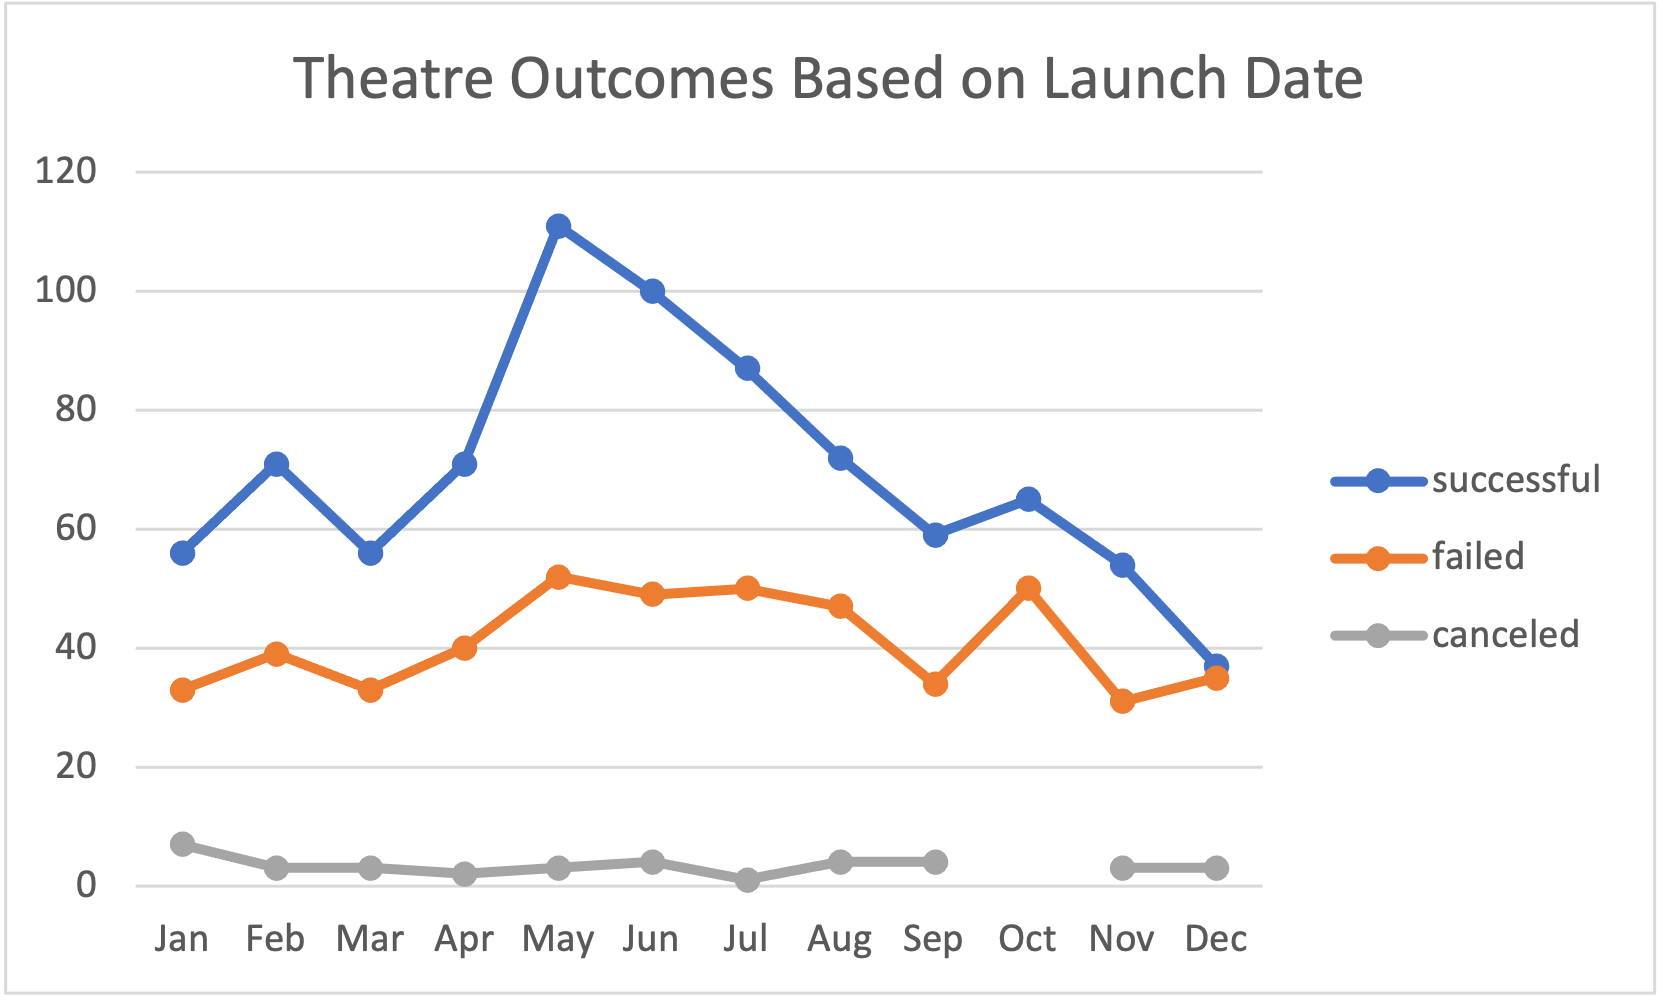 Theatre Outcomes Based on Launch Date
120
100
80
60
40
20
0
Jan Feb Mar Apr May Jun Jul Aug Sep Oct Nov Dec
successful
failed
canceled